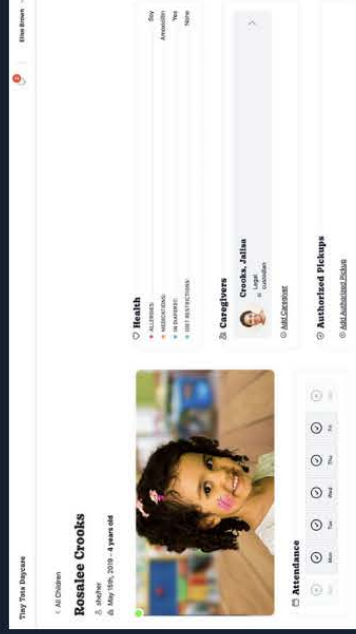 Tiny Tots Daycare
2
Elisa Brown
< All Children
Rosalee Crooks
she/her
May 15th, 2019 – 4 years old
Health
ALLERGIES: Soy
MEDICATIONS: Amoxicillin
IN DIAPERS?: Yes
DIET RESTRICTIONS: None
Caregivers
Crooks, Jalisa
Legal
custodian
Add Caregiver
Authorized Pickups
Add Authorized Pickup
Attendance
Mon Tue Wed Thu Fri